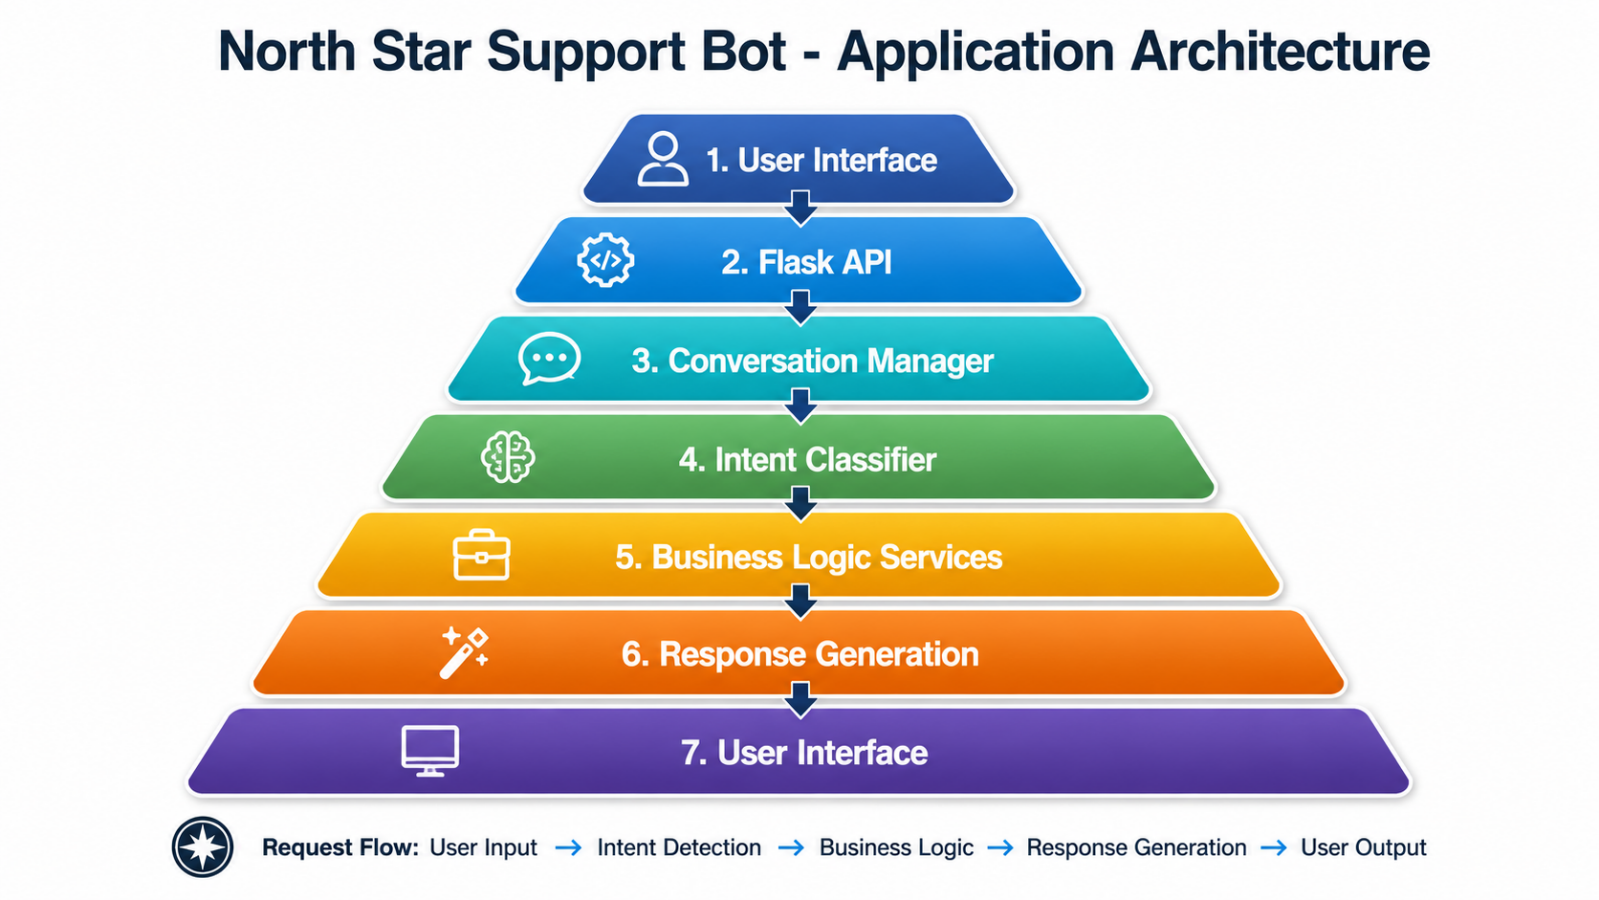 North Star Support Bot - Application Architecture
1. User Interface
</>
2. Flask API
3. Conversation Manager
4. Intent Classifier
5. Business Logic Services
6. Response Generation
7. User Interface
Request Flow: User Input → Intent Detection → Business Logic → Response Generation → User Output